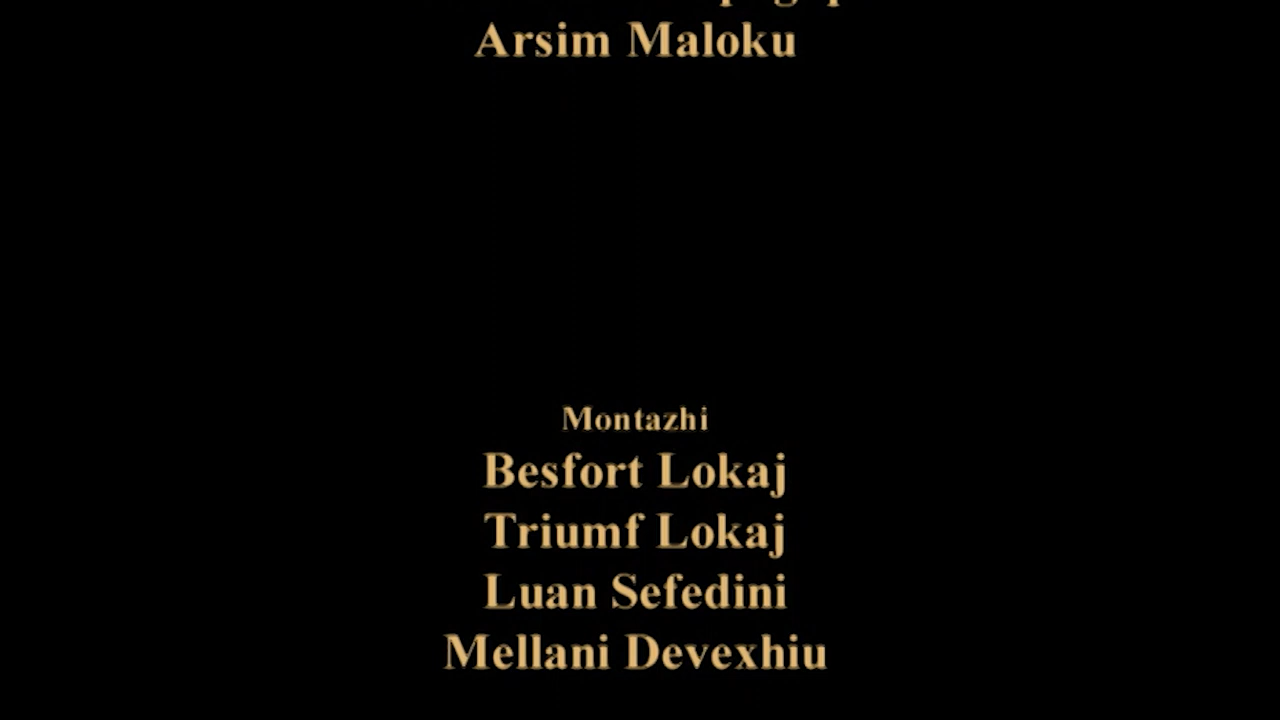 Arsim Maloku
Montazhi
Besfort Lokaj
Triumf Lokaj
Luan Sefedini
Mellani Devexhiu